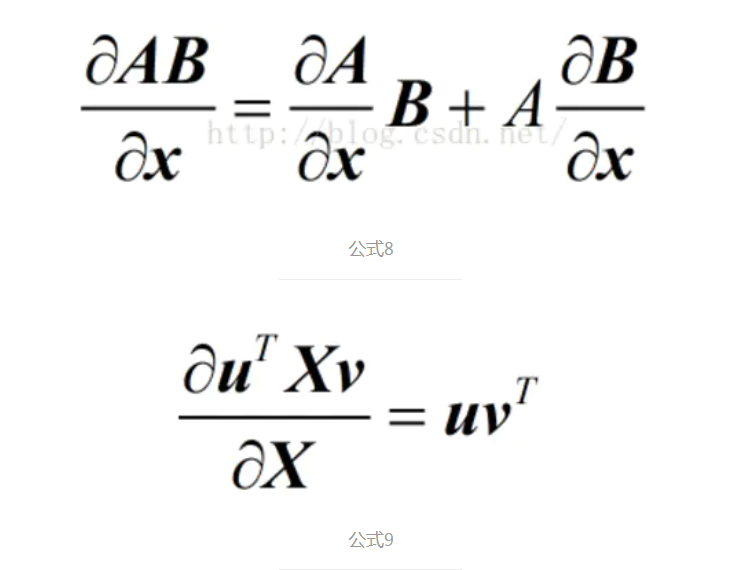 ∂AB/∂x = ∂A/∂x B + A ∂B/∂x
http://blog.csdn.net/
公式8
∂u^T Xv/∂X = uv^T
公式9